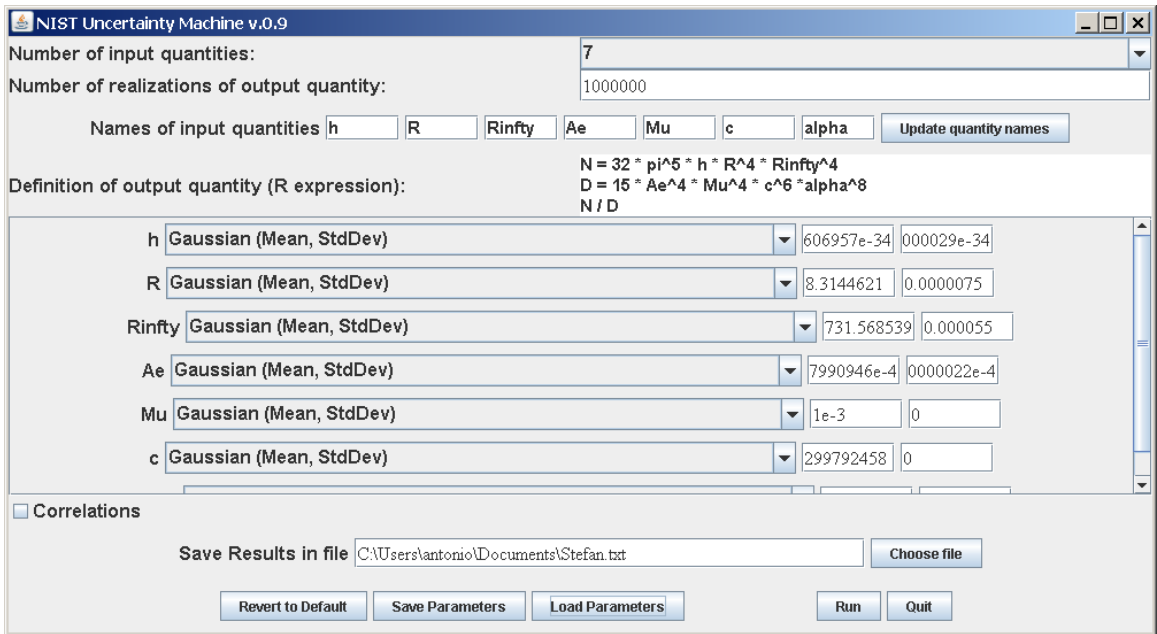 NIST Uncertainty Machine v.0.9
Number of input quantities: 7
Number of realizations of output quantity: 1000000
Names of input quantities h R Rinfty Ae Mu c alpha Update quantity names
Definition of output quantity (R expression):
N = 32 * pi^5 * h * R^4 * Rinfty^4
D = 15 * Ae^4 * Mu^4 * c^6 *alpha^8
N / D
h Gaussian (Mean, StdDev) 606957e-34 000029e-34
R Gaussian (Mean, StdDev) 8.3144621 0.0000075
Rinfty Gaussian (Mean, StdDev) 731.568539 0.000055
Ae Gaussian (Mean, StdDev) 7990946e-4 0000022e-4
Mu Gaussian (Mean, StdDev) 1e-3 0
c Gaussian (Mean, StdDev) 299792458 0
Correlations
Save Results in file C:\Users\antonio\Documents\Stefan.txt Choose file
Revert to Default Save Parameters Load Parameters Run Quit